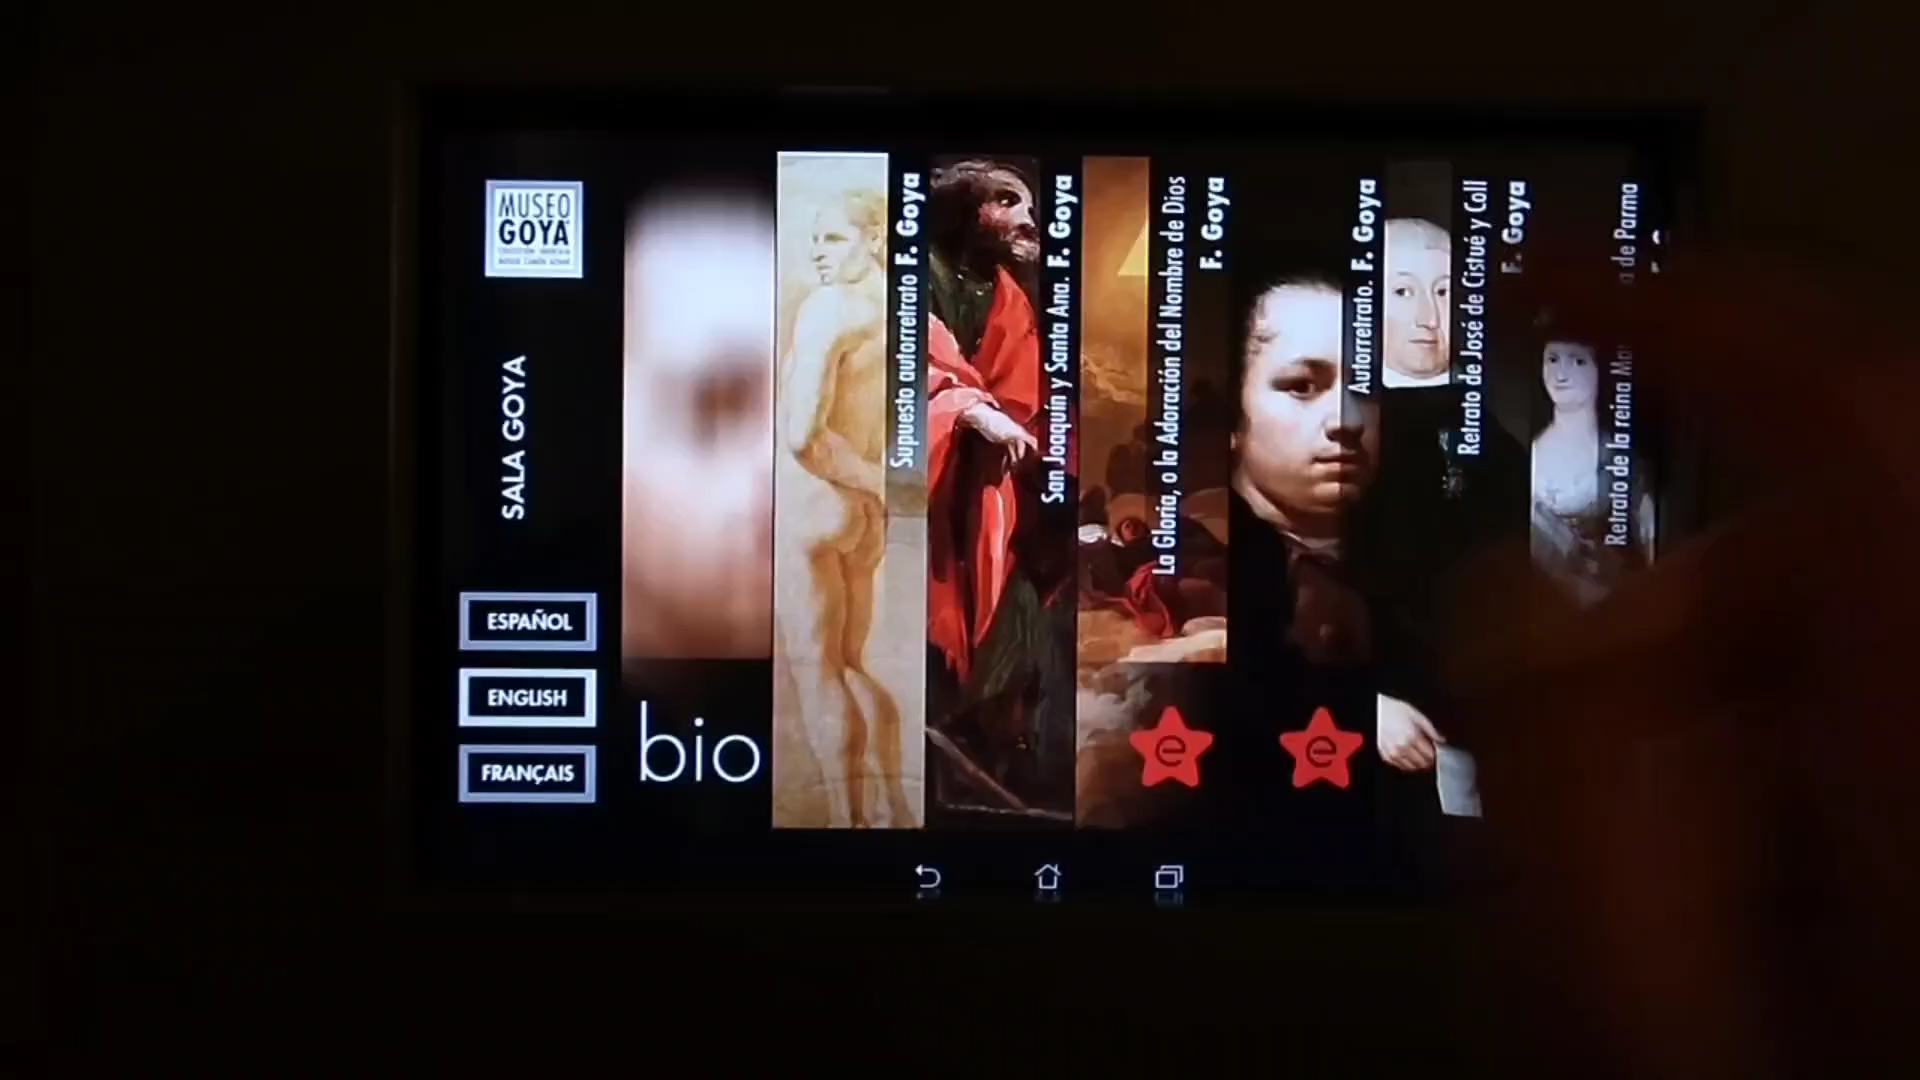 MUSEO
GOYA
SALA GOYA
ESPAÑOL
ENGLISH
FRANÇAIS
bio
Supuesto autorretrato F. Goya
San Joaquín y Santa Ana. F. Goya
La Gloria, o la Adoración del Nombre de Dios
F. Goya
e
Autorretrato. F. Goya
e
Retrato de José de Cistué y Coll
F. Goya
Retrato de la reina Ma a de Parma